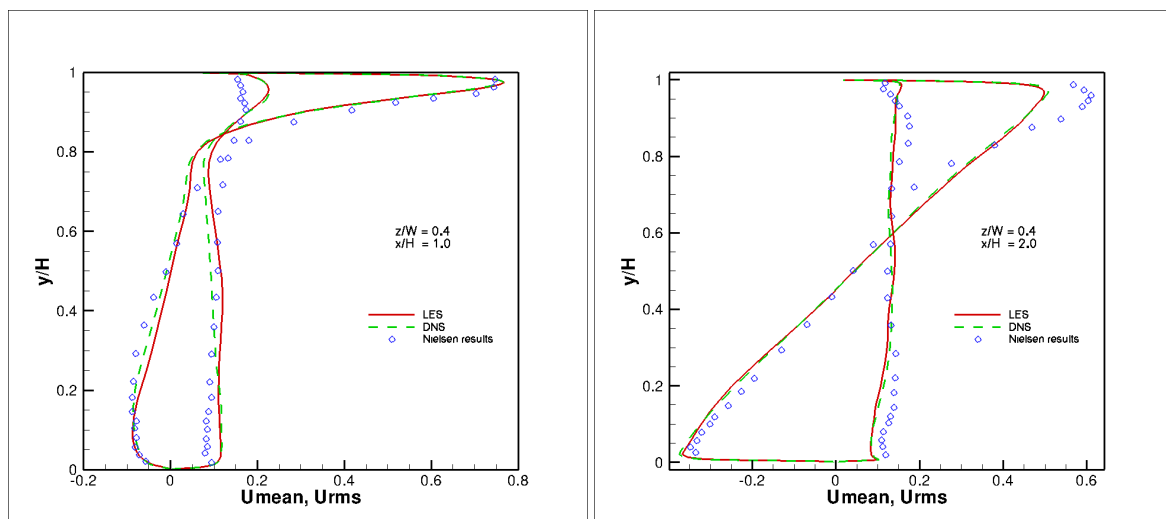 1
0.8
0.6
0.4
0.2
0
y/H
z/W = 0.4
x/H = 1.0
LES
DNS
Nielsen results
-0.2 0 0.2 0.4 0.6 0.8
Umean, Urms
1
0.8
0.6
0.4
0.2
0
y/H
z/W = 0.4
x/H = 2.0
LES
DNS
Nielsen results
-0.2 0 0.2 0.4 0.6
Umean, Urms